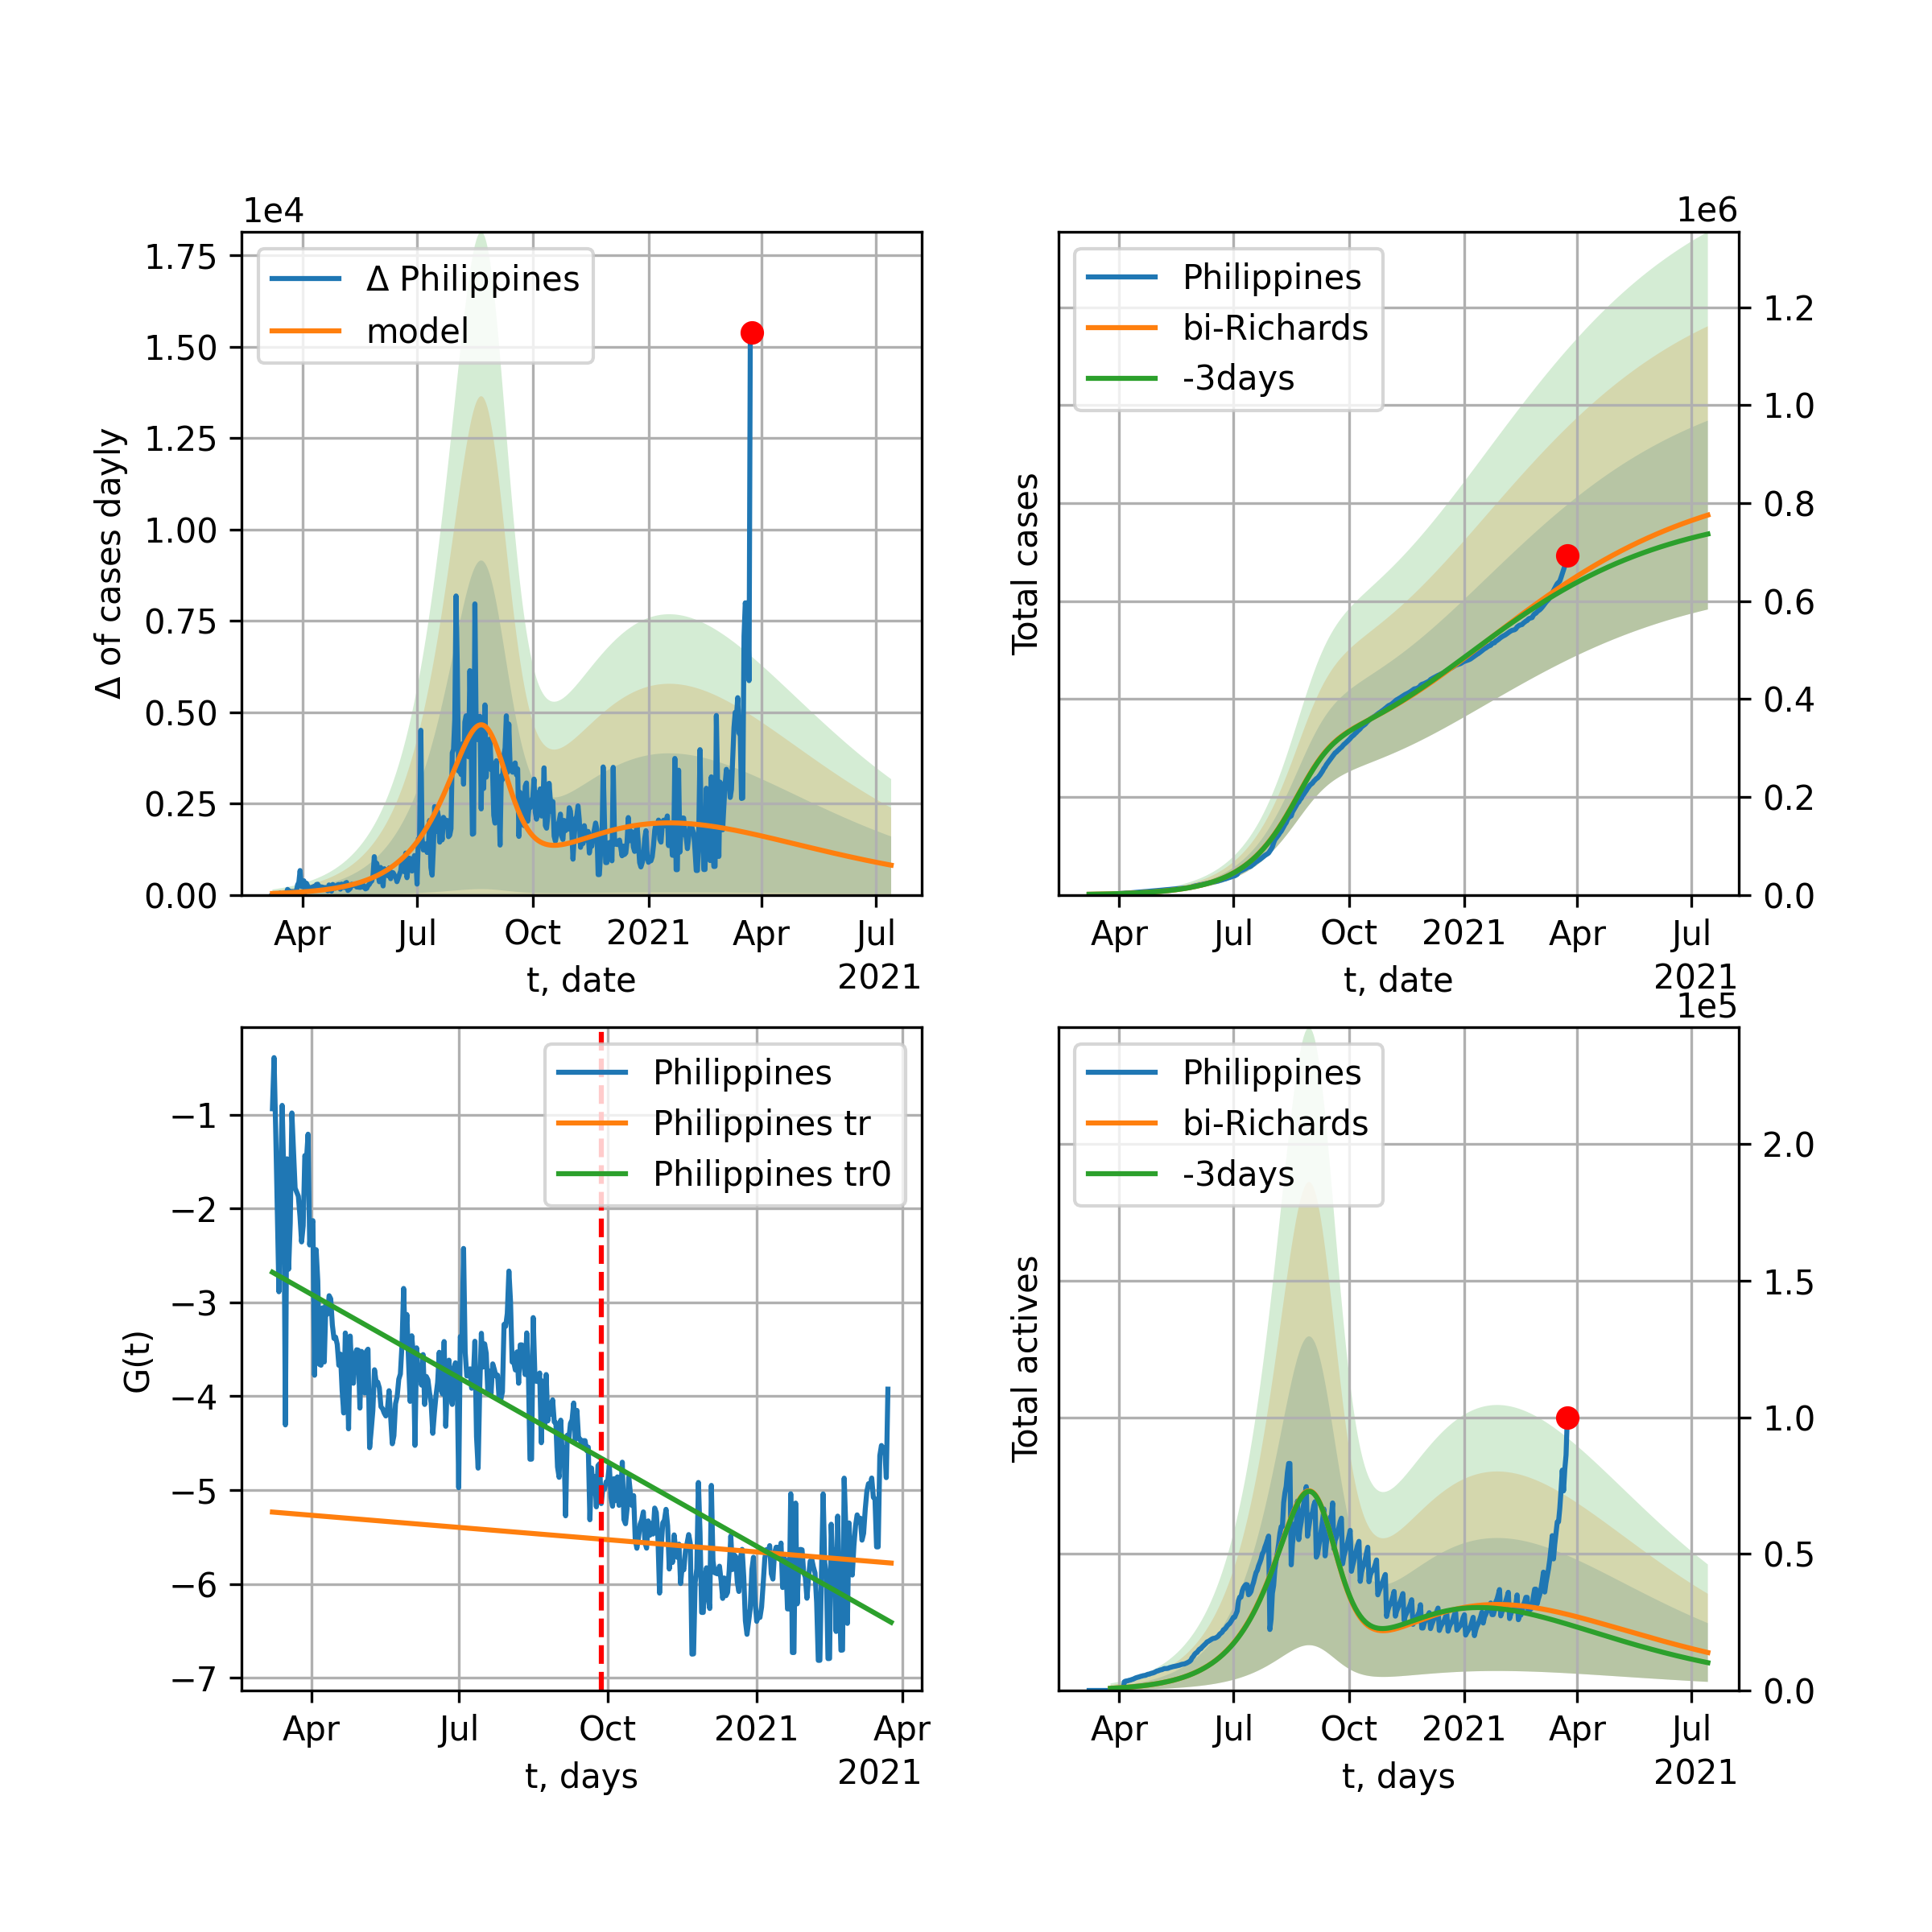 1e4
1.75
1.50
1.25
1.00
0.75
0.50
0.25
0.00
Δ of cases dayly
Δ Philippines
model
Apr Jul Oct 2021 Apr Jul
2021
t, date
1e6
1.2
1.0
0.8
0.6
0.4
0.2
0.0
Total cases
Philippines
bi-Richards
-3days
Apr Jul Oct 2021 Apr Jul
2021
t, date
−1
−2
−3
−4
−5
−6
−7
G(t)
Philippines
Philippines tr
Philippines tr0
Apr Jul Oct 2021 Apr
2021
t, days
1e5
2.0
1.5
1.0
0.5
0.0
Total actives
Philippines
bi-Richards
-3days
Apr Jul Oct 2021 Apr Jul
2021
t, days